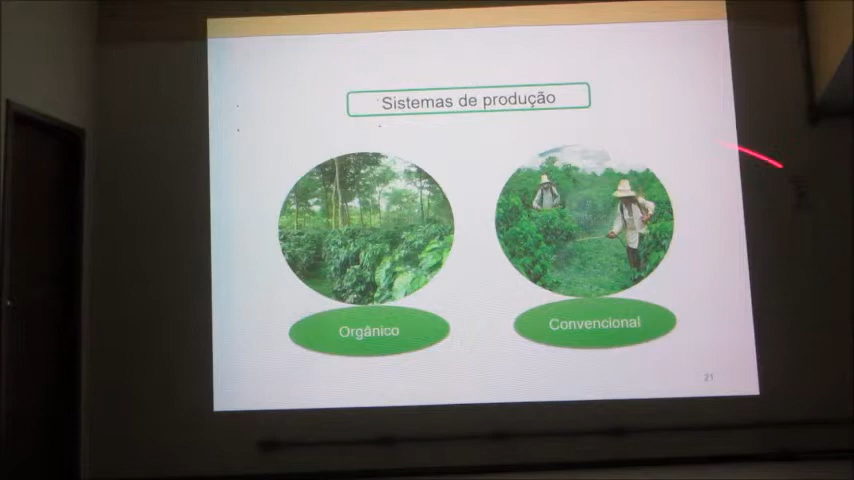 Sistemas de produção
Orgânico
Convencional
21